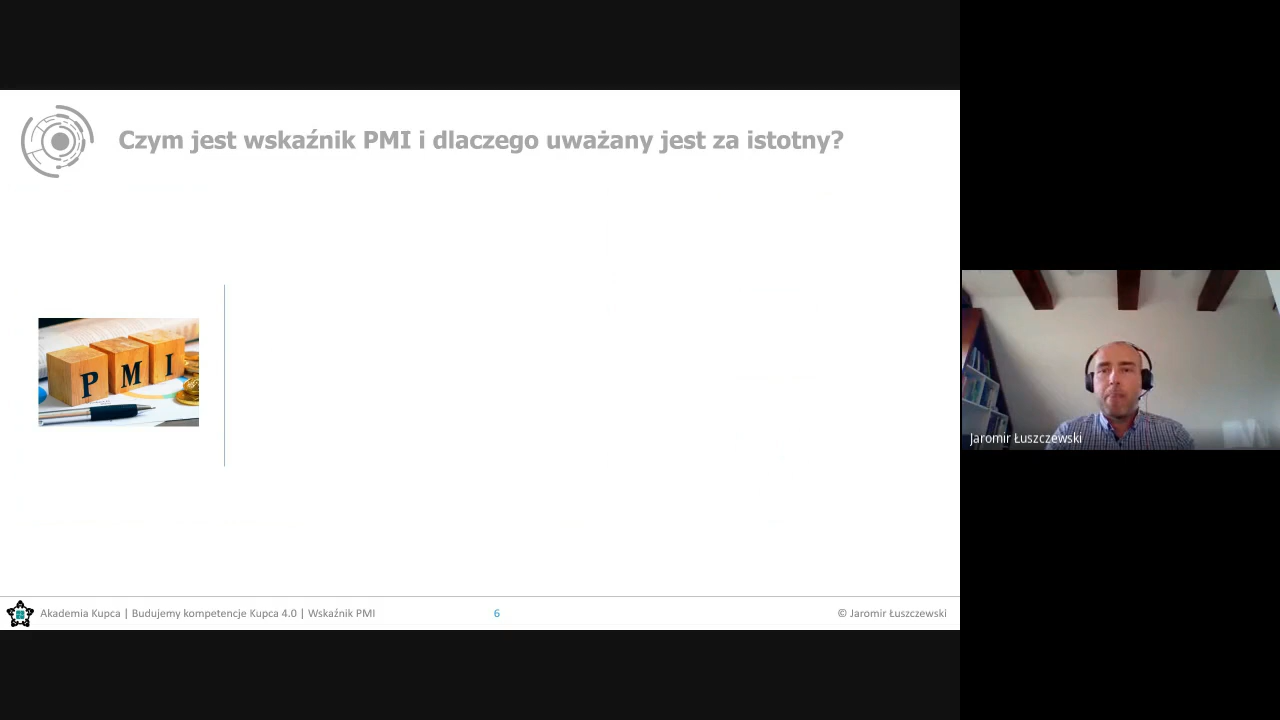 Czym jest wskaźnik PMI i dlaczego uważany jest za istotny?
P M I
Jaromir Łuszczewski
Akademia Kupca | Budujemy kompetencje Kupca 4.0 | Wskaźnik PMI
6
© Jaromir Łuszczewski